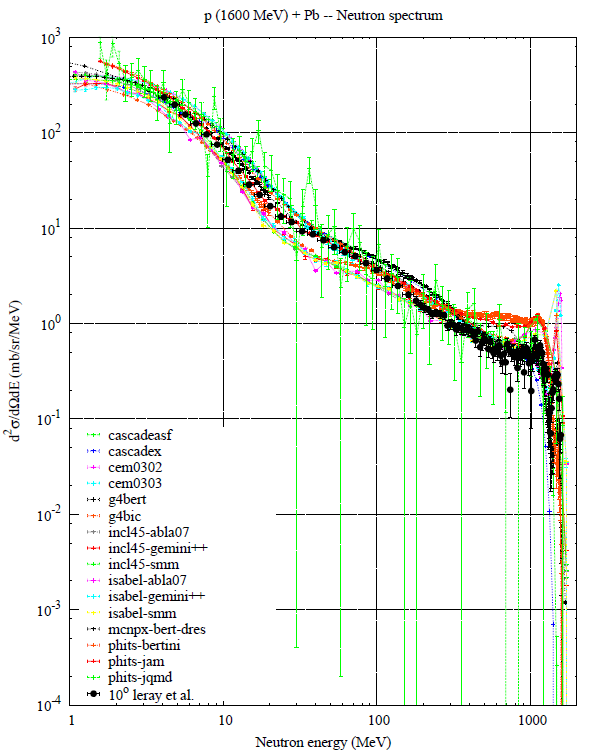 p (1600 MeV) + Pb -- Neutron spectrum
10³
10²
10¹
10⁰
10⁻¹
10⁻²
10⁻³
10⁻⁴
d²σ/dΩdE (mb/sr/MeV)
cascadeasf
cascadex
cem0302
cem0303
g4bert
g4bic
incl45-abla07
incl45-gemini++
incl45-smm
isabel-abla07
isabel-gemini++
isabel-smm
mcnpx-bert-dres
phits-bertini
phits-jam
phits-jqmd
10° leray et al.
1 10 100 1000
Neutron energy (MeV)